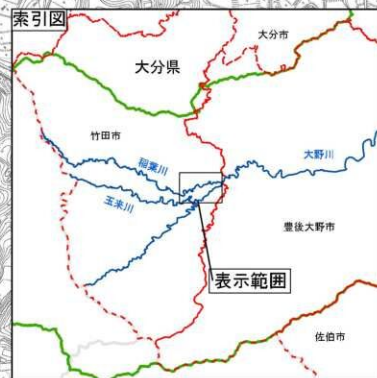 索引図
大分市
大分県
竹田市
大野川
稲葉川
玉来川
豊後大野市
表示範囲
佐伯市